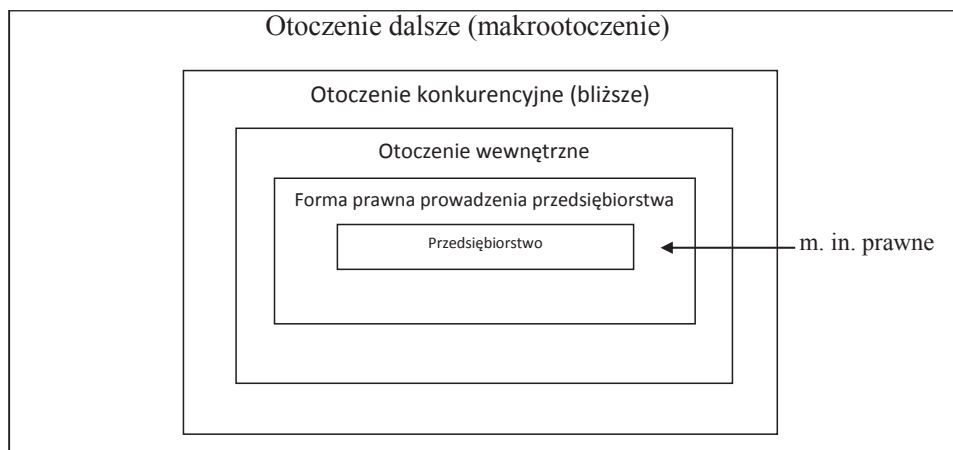 Otoczenie dalsze (makrootoczenie)
Otoczenie konkurencyjne (bliższe)
Otoczenie wewnętrzne
Forma prawna prowadzenia przedsiębiorstwa
Przedsiębiorstwo
m. in. prawne